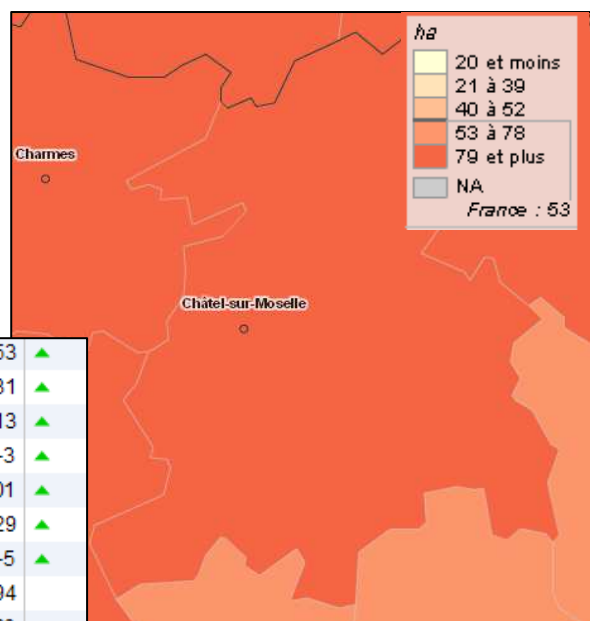 ha
20 et moins
21 à 39
40 à 52
53 à 78
79 et plus
NA
France : 53
Charmes
Châtel-sur-Moselle
53
31
13
-3
01
29
-5
94